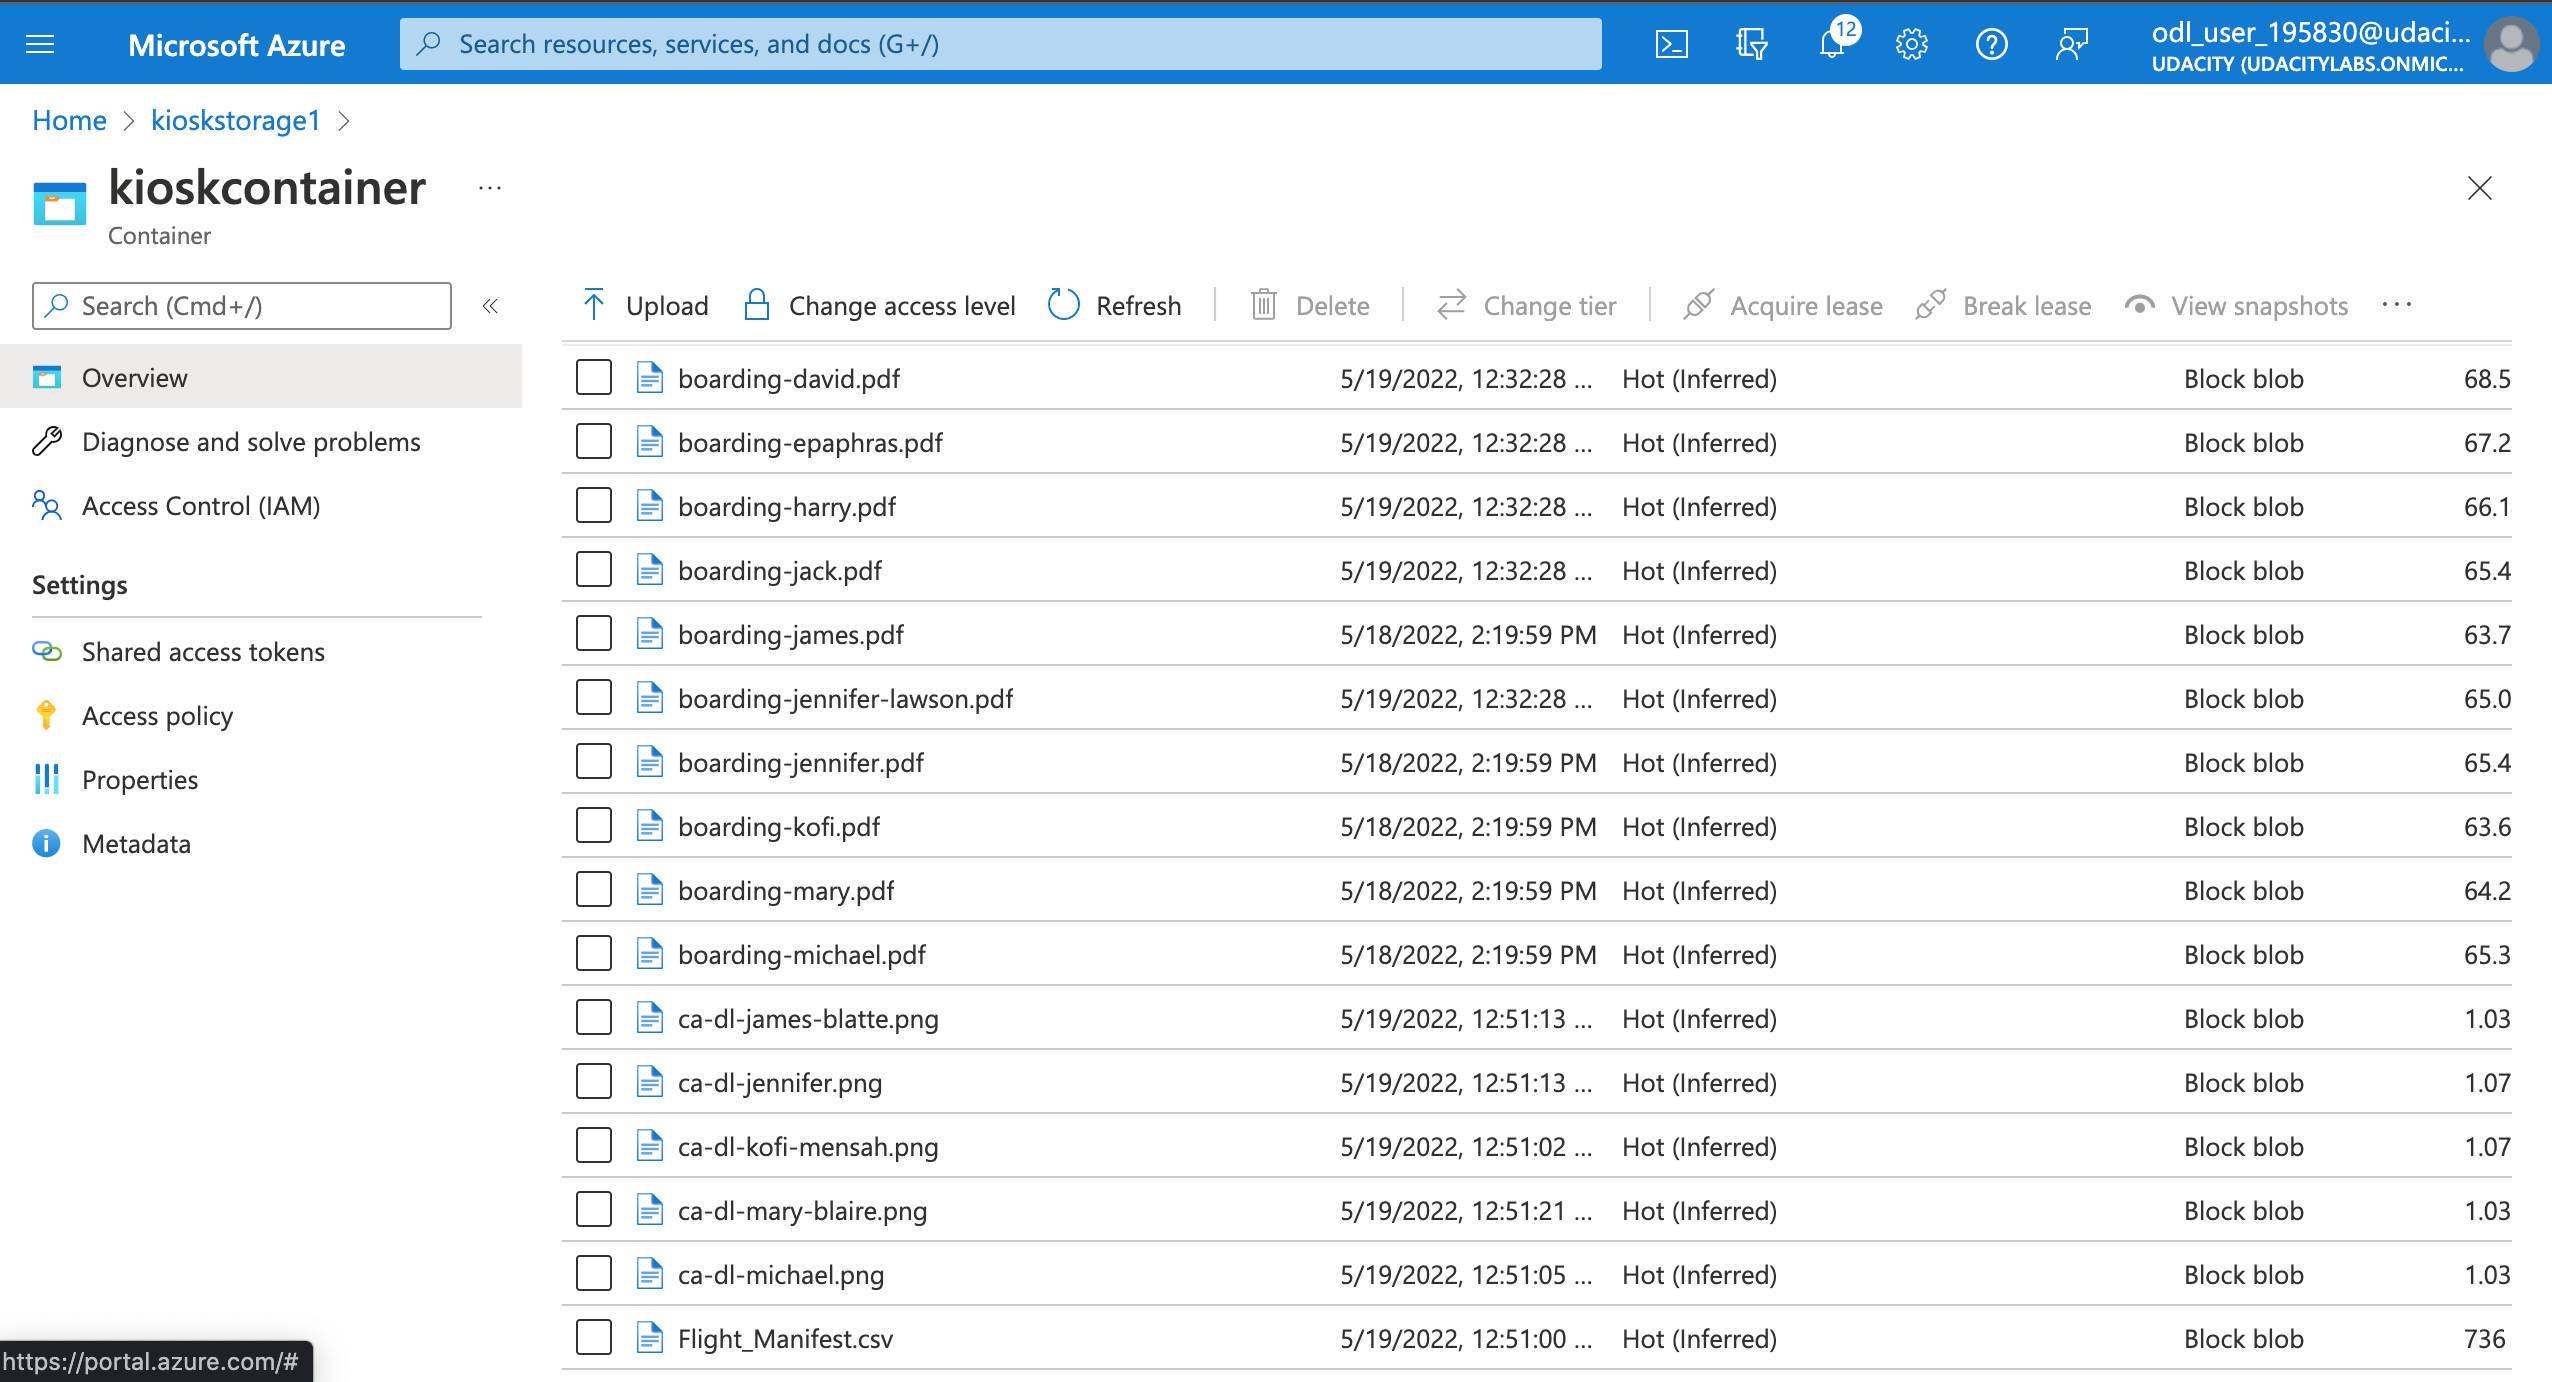 Microsoft Azure
Search resources, services, and docs (G+/)
12
odl_user_195830@udaci...
UDACITY (UDACITYLABS.ONMIC...
Home > kioskstorage1 >
kioskcontainer ...
Container
Search (Cmd+/) «
Upload Change access level Refresh Delete Change tier Acquire lease Break lease View snapshots ...
Overview
Diagnose and solve problems
Access Control (IAM)
Settings
Shared access tokens
Access policy
Properties
Metadata
boarding-david.pdf 5/19/2022, 12:32:28 ... Hot (Inferred) Block blob 68.5
boarding-epaphras.pdf 5/19/2022, 12:32:28 ... Hot (Inferred) Block blob 67.2
boarding-harry.pdf 5/19/2022, 12:32:28 ... Hot (Inferred) Block blob 66.1
boarding-jack.pdf 5/19/2022, 12:32:28 ... Hot (Inferred) Block blob 65.4
boarding-james.pdf 5/18/2022, 2:19:59 PM Hot (Inferred) Block blob 63.7
boarding-jennifer-lawson.pdf 5/19/2022, 12:32:28 ... Hot (Inferred) Block blob 65.0
boarding-jennifer.pdf 5/18/2022, 2:19:59 PM Hot (Inferred) Block blob 65.4
boarding-kofi.pdf 5/18/2022, 2:19:59 PM Hot (Inferred) Block blob 63.6
boarding-mary.pdf 5/18/2022, 2:19:59 PM Hot (Inferred) Block blob 64.2
boarding-michael.pdf 5/18/2022, 2:19:59 PM Hot (Inferred) Block blob 65.3
ca-dl-james-blatte.png 5/19/2022, 12:51:13 ... Hot (Inferred) Block blob 1.03
ca-dl-jennifer.png 5/19/2022, 12:51:13 ... Hot (Inferred) Block blob 1.07
ca-dl-kofi-mensah.png 5/19/2022, 12:51:02 ... Hot (Inferred) Block blob 1.07
ca-dl-mary-blaire.png 5/19/2022, 12:51:21 ... Hot (Inferred) Block blob 1.03
ca-dl-michael.png 5/19/2022, 12:51:05 ... Hot (Inferred) Block blob 1.03
Flight_Manifest.csv 5/19/2022, 12:51:00 ... Hot (Inferred) Block blob 736
https://portal.azure.com/#